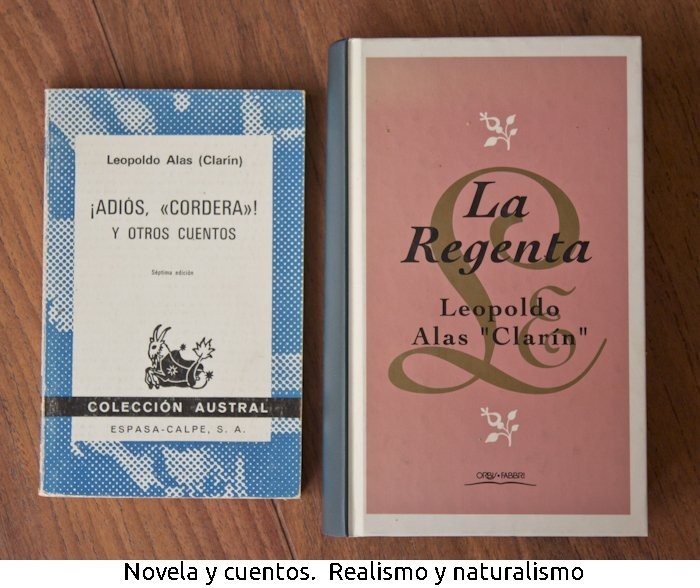 Leopoldo Alas (Clarín)
¡ADIÓS, «CORDERA»!
Y OTROS CUENTOS
Séptima edición
COLECCIÓN AUSTRAL
ESPASA-CALPE, S. A.
La
Regenta
Leopoldo
Alas "Clarín"
ORBIS•FABBRI
Novela y cuentos. Realismo y naturalismo